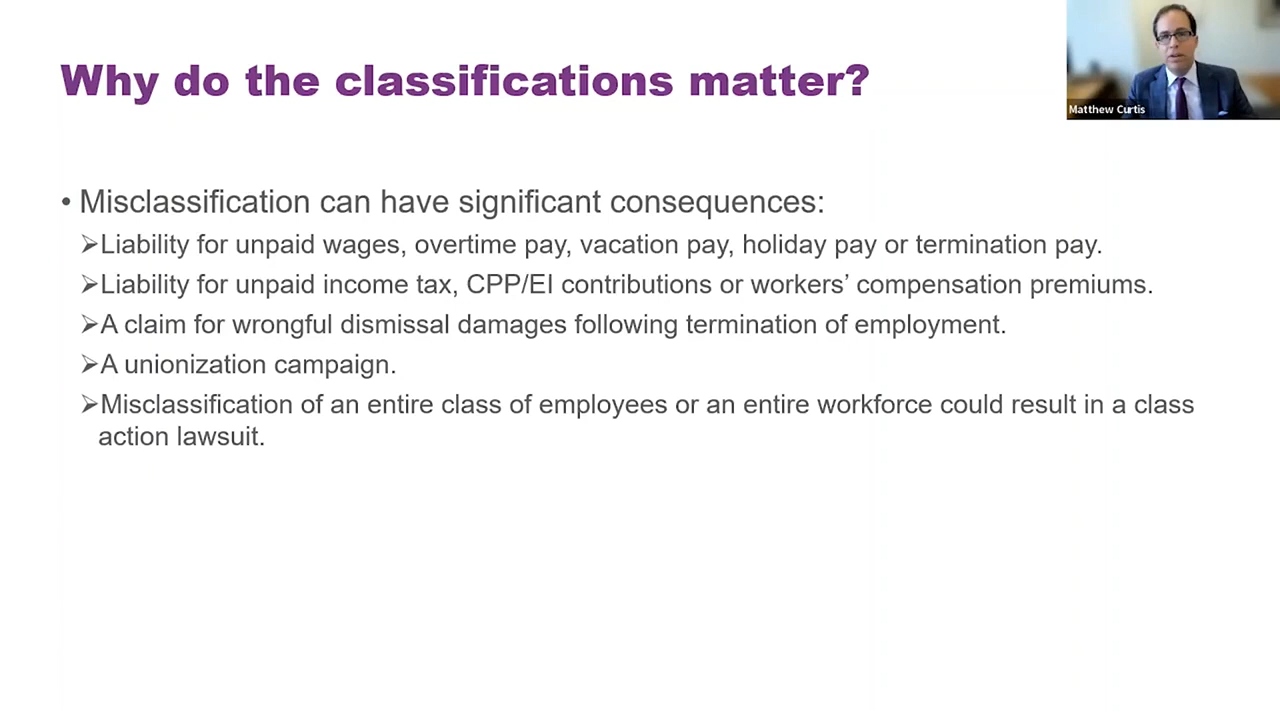 Why do the classifications matter?
Matthew Curtis
• Misclassification can have significant consequences:
➢Liability for unpaid wages, overtime pay, vacation pay, holiday pay or termination pay.
➢Liability for unpaid income tax, CPP/EI contributions or workers’ compensation premiums.
➢A claim for wrongful dismissal damages following termination of employment.
➢A unionization campaign.
➢Misclassification of an entire class of employees or an entire workforce could result in a class
action lawsuit.